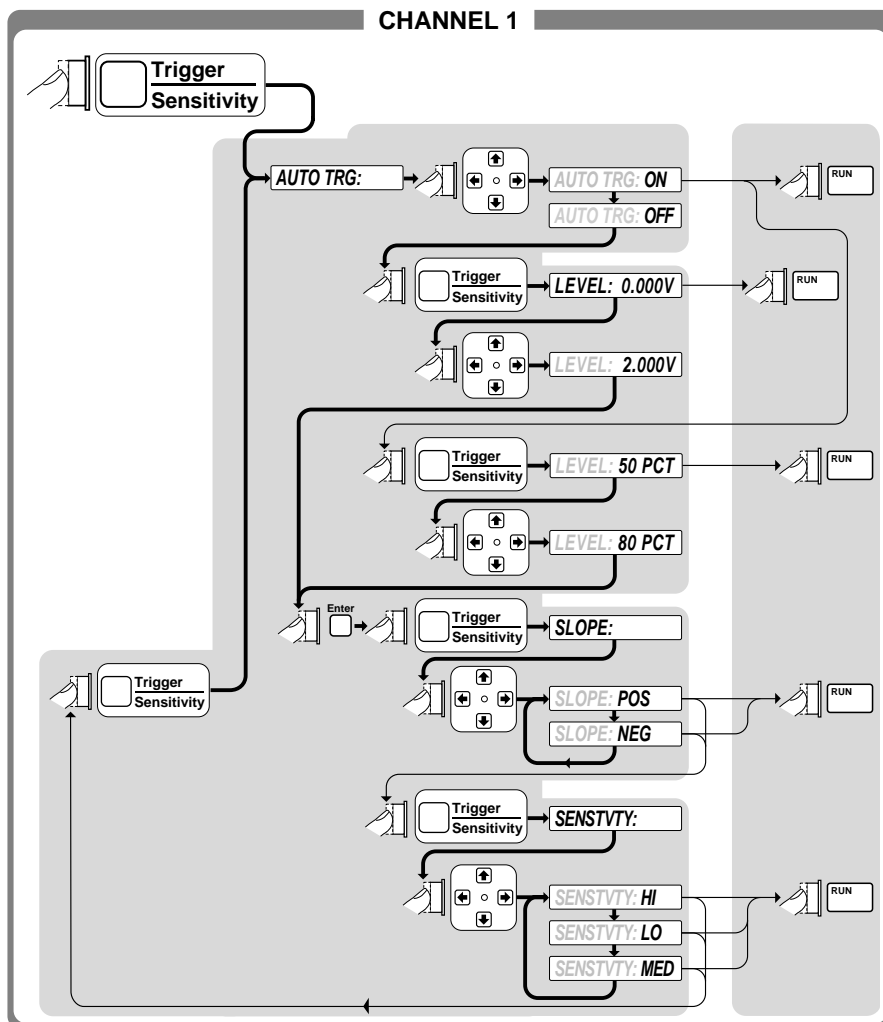 CHANNEL 1
Trigger
Sensitivity
AUTO TRG:
AUTO TRG: ON
RUN
AUTO TRG: OFF
Trigger
Sensitivity
LEVEL: 0.000V
RUN
LEVEL: 2.000V
Trigger
Sensitivity
LEVEL: 50 PCT
RUN
LEVEL: 80 PCT
Enter
Trigger
Sensitivity
SLOPE:
Trigger
Sensitivity
SLOPE: POS
RUN
SLOPE: NEG
Trigger
Sensitivity
SENSTVTY:
SENSTVTY: HI
RUN
SENSTVTY: LO
SENSTVTY: MED